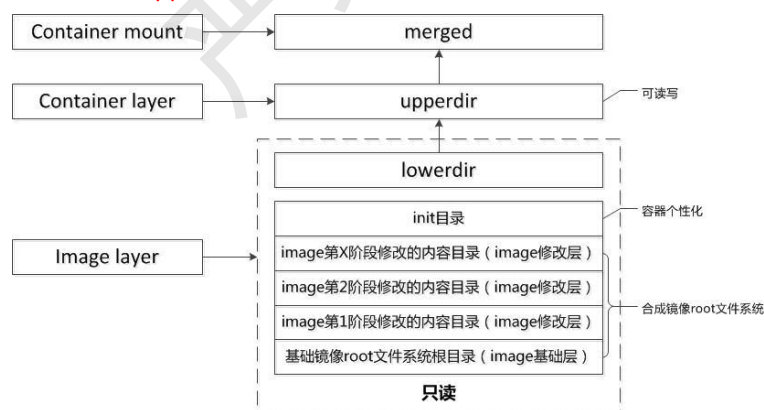 Container mount
merged
Container layer
upperdir
可读写
lowerdir
init目录
容器个性化
Image layer
image第X阶段修改的内容目录（image修改层）
image第2阶段修改的内容目录（image修改层）
image第1阶段修改的内容目录（image修改层）
合成镜像root文件系统
基础镜像root文件系统根目录（image基础层）
只读